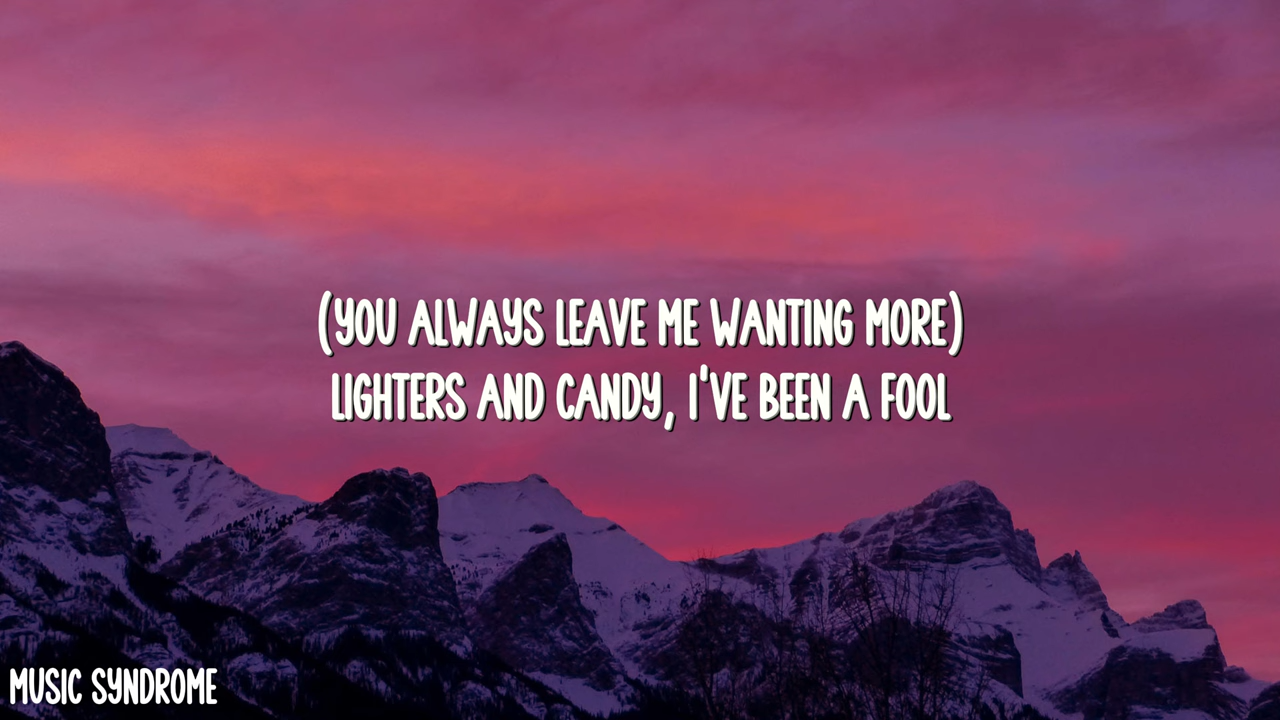 (YOU ALWAYS LEAVE ME WANTING MORE)
LIGHTERS AND CANDY, I'VE BEEN A FOOL
MUSIC SYNDROME